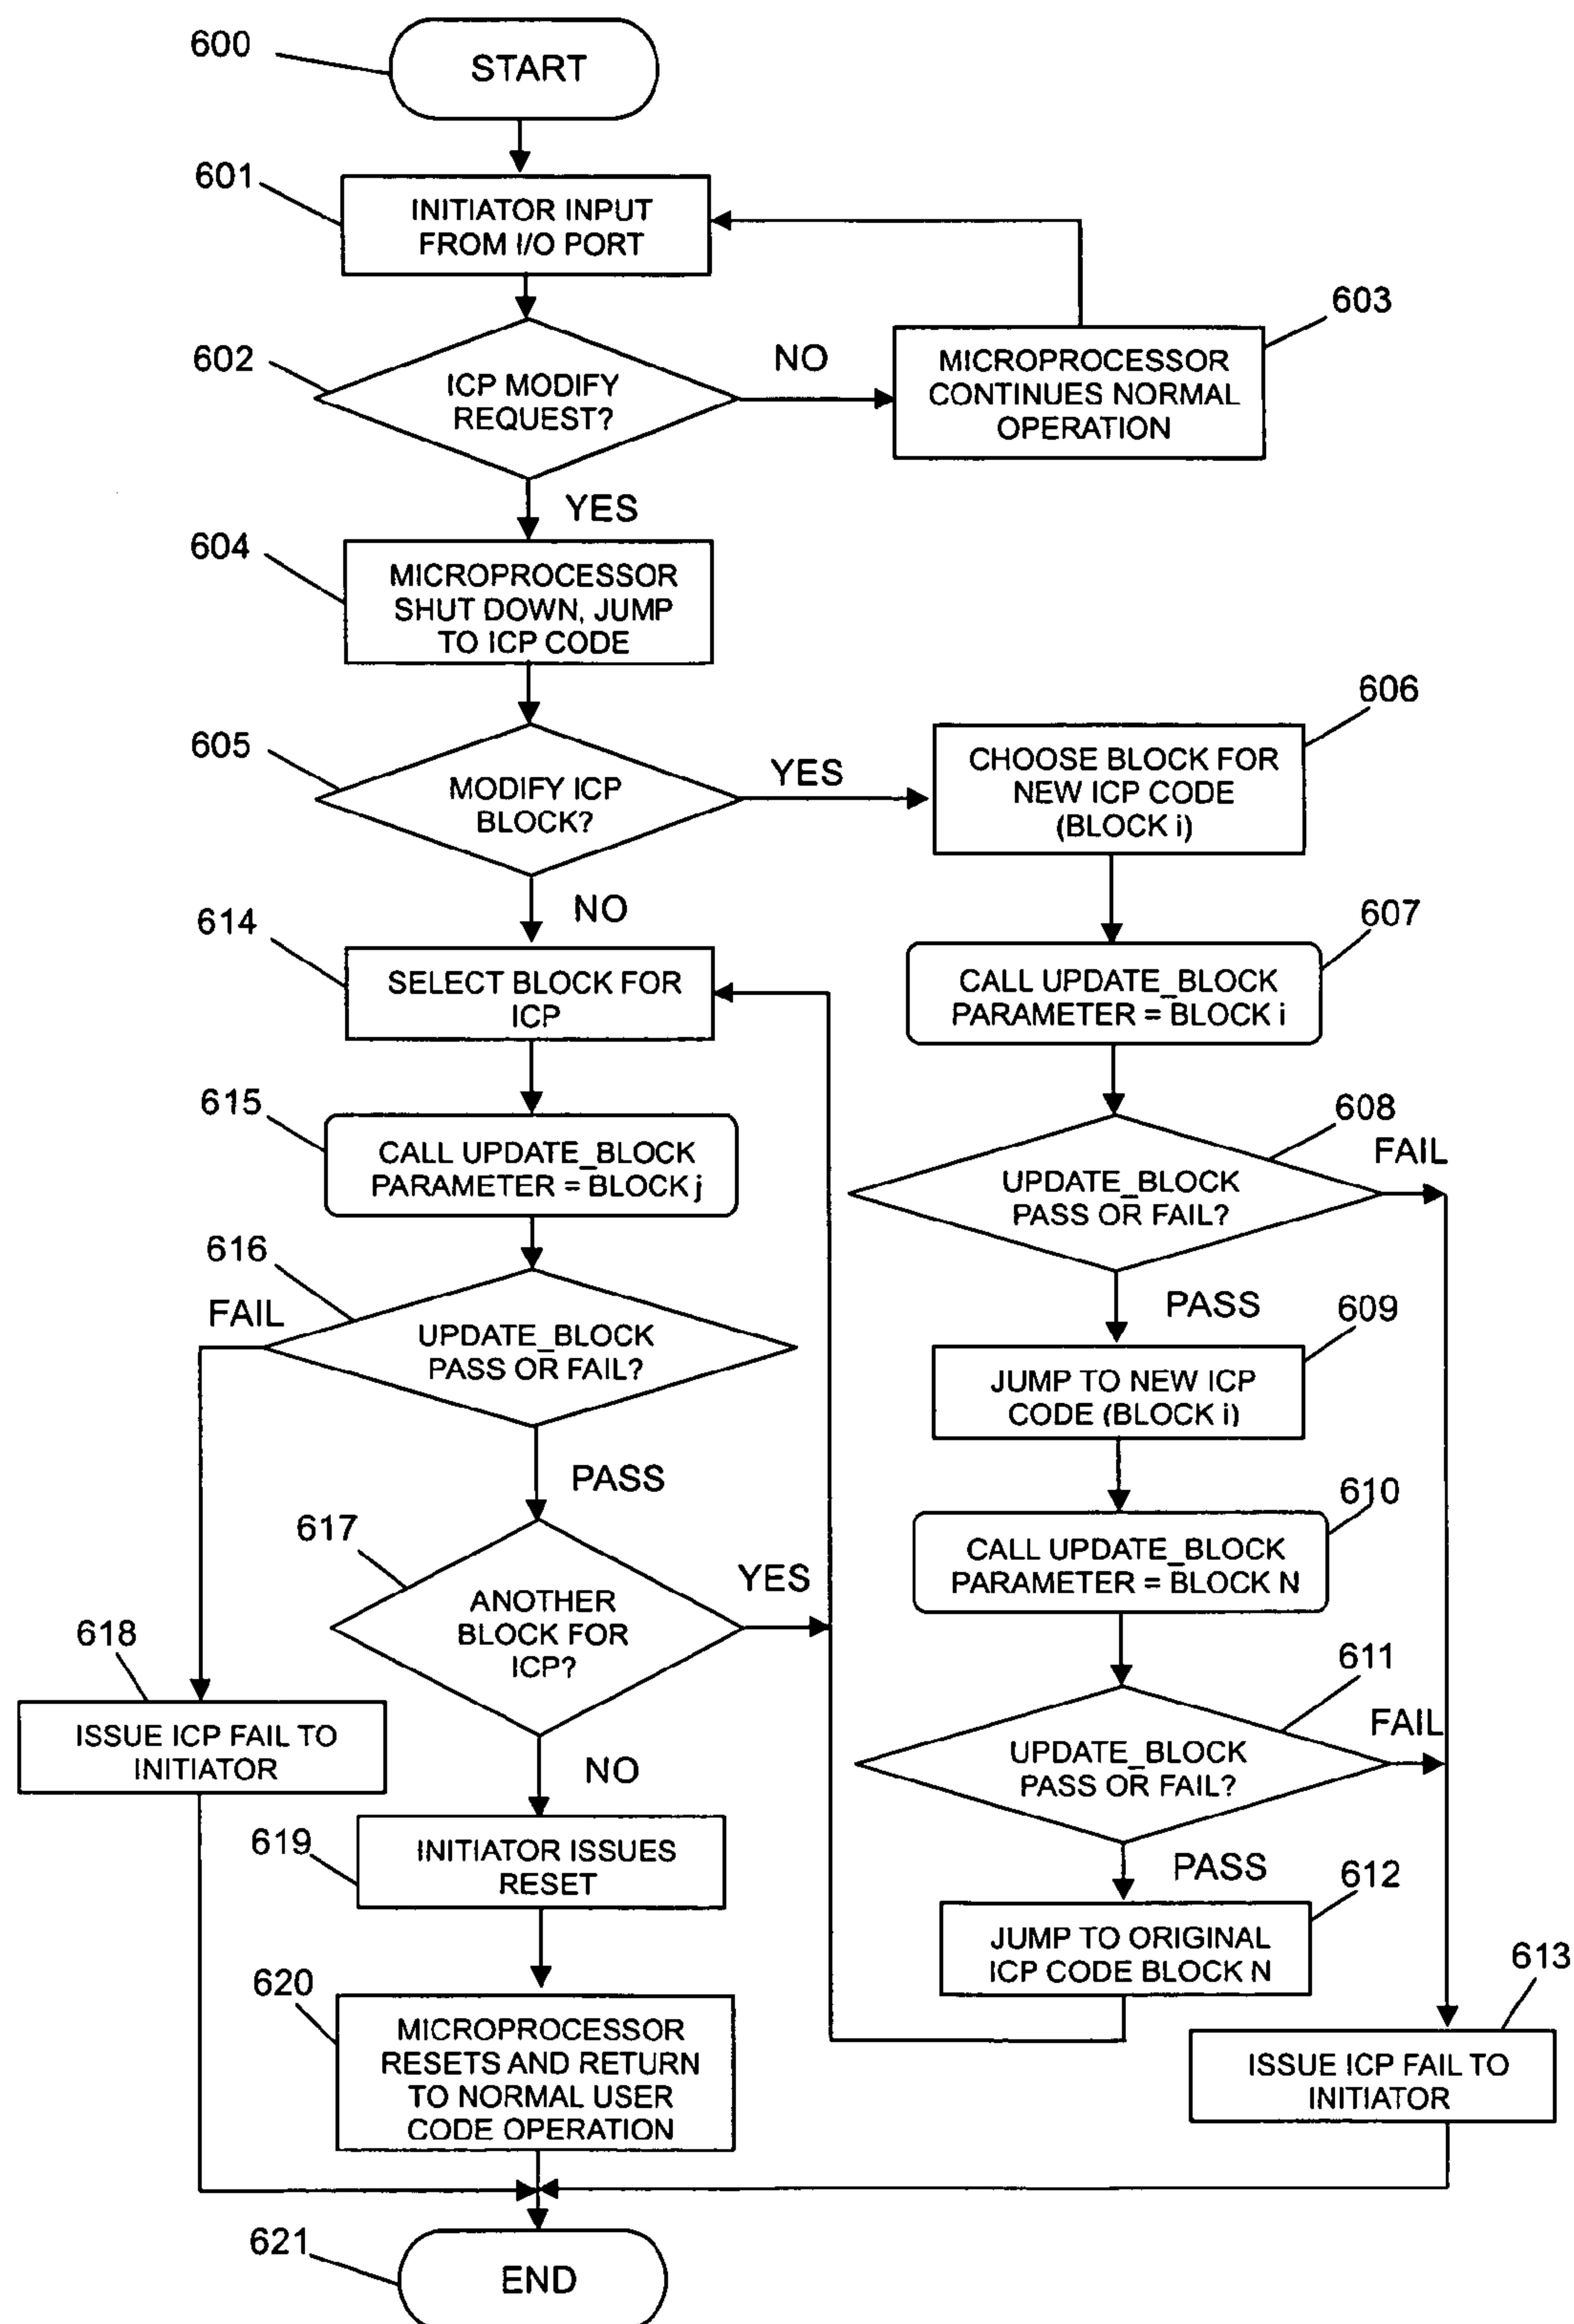 600
START
601
INITIATOR INPUT
FROM I/O PORT
602
ICP MODIFY
REQUEST?
NO
603
MICROPROCESSOR
CONTINUES NORMAL
OPERATION
YES
604
MICROPROCESSOR
SHUT DOWN, JUMP
TO ICP CODE
605
MODIFY ICP
BLOCK?
YES
606
CHOOSE BLOCK FOR
NEW ICP CODE
(BLOCK i)
NO
607
CALL UPDATE_BLOCK
PARAMETER = BLOCK i
608
FAIL
UPDATE_BLOCK
PASS OR FAIL?
PASS
609
JUMP TO NEW ICP
CODE (BLOCK i)
610
CALL UPDATE_BLOCK
PARAMETER = BLOCK N
611
FAIL
UPDATE_BLOCK
PASS OR FAIL?
PASS
612
JUMP TO ORIGINAL
ICP CODE BLOCK N
613
ISSUE ICP FAIL TO
INITIATOR
614
SELECT BLOCK FOR
ICP
615
CALL UPDATE_BLOCK
PARAMETER = BLOCK j
616
FAIL
UPDATE_BLOCK
PASS OR FAIL?
PASS
617
ANOTHER
BLOCK FOR
ICP?
YES
618
ISSUE ICP FAIL TO
INITIATOR
NO
619
INITIATOR ISSUES
RESET
620
MICROPROCESSOR
RESETS AND RETURN
TO NORMAL USER
CODE OPERATION
621
END